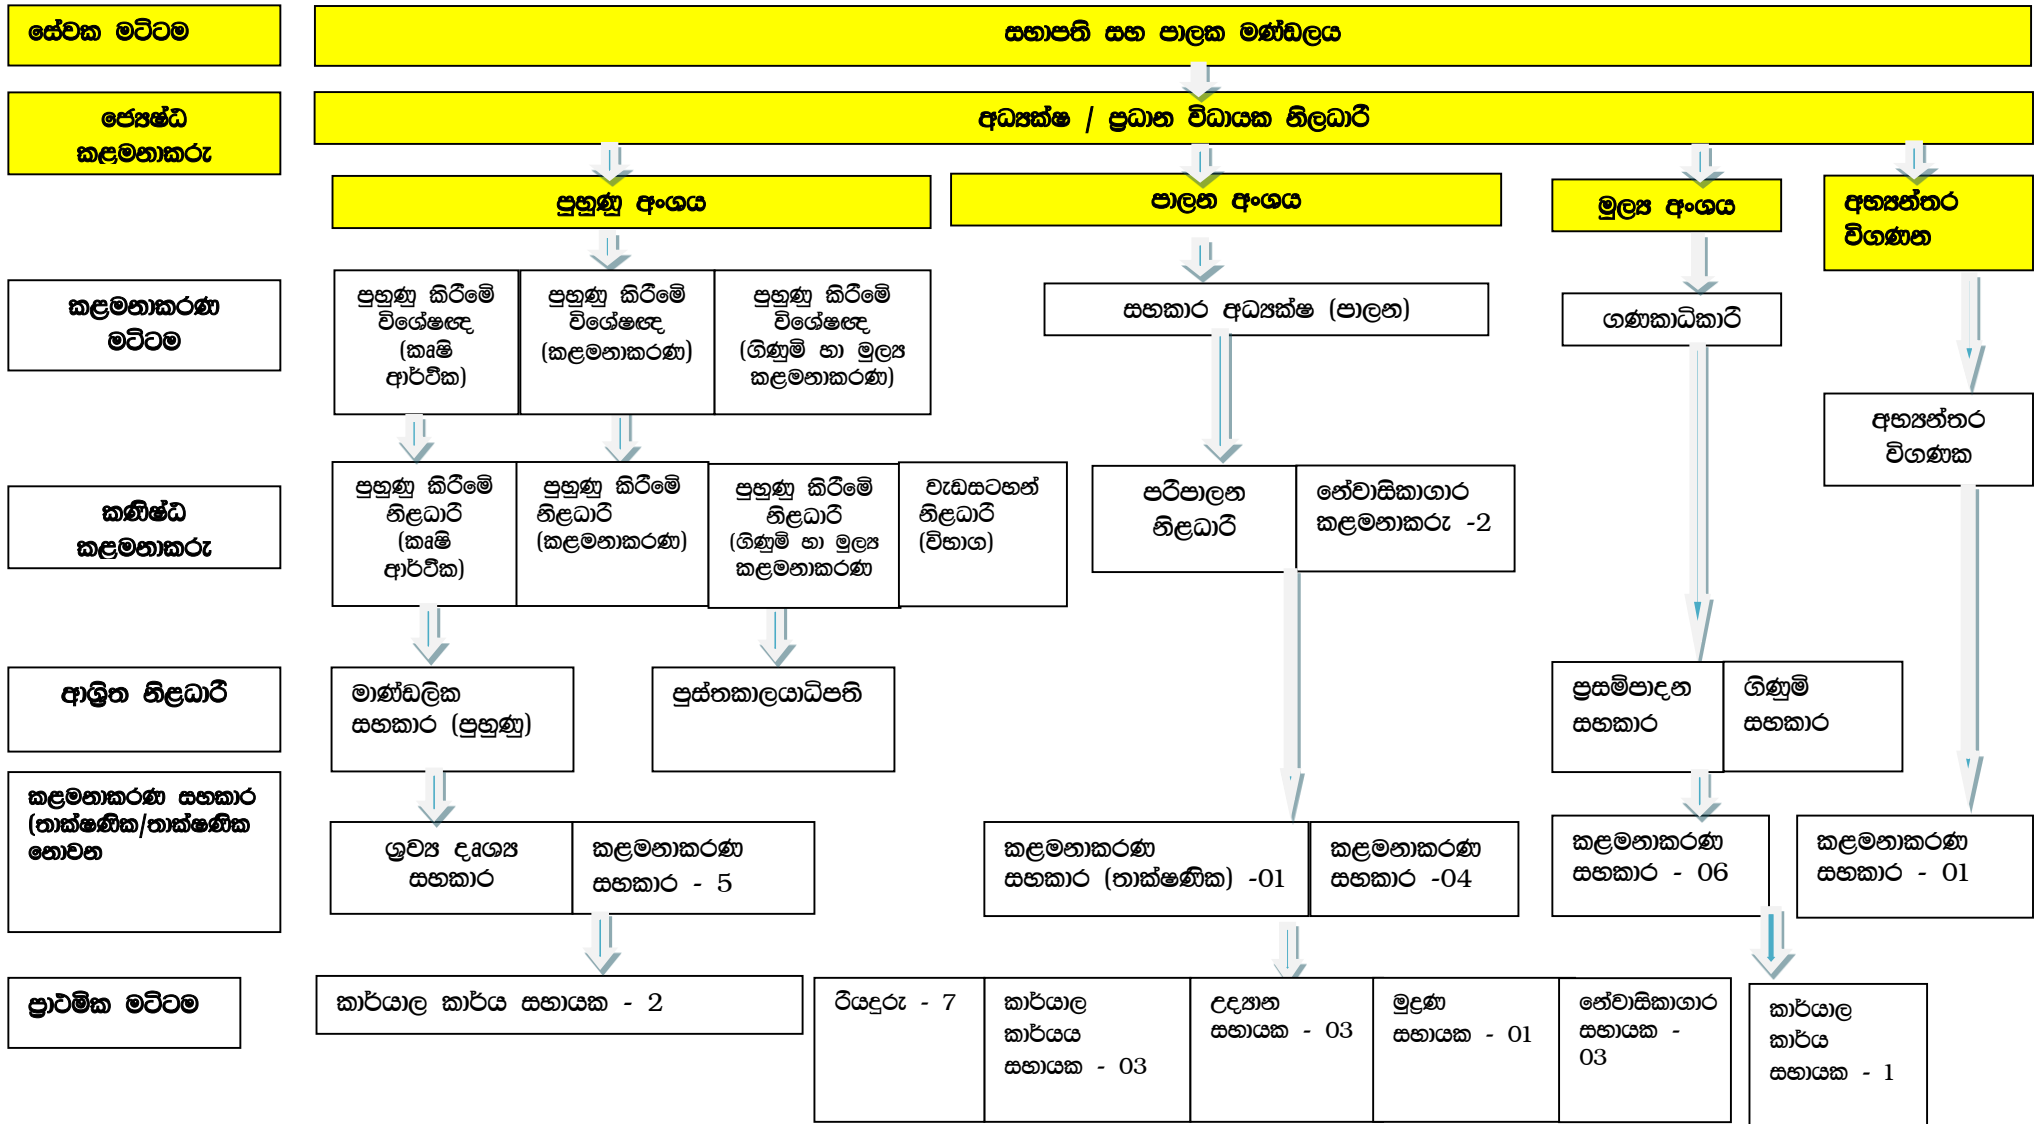 සේවක මට්ටම
සභාපති සහ පාලක මණ්ඩලය
ජ්‍යෙෂ්ඨ
කළමනාකරු
අධ්‍යක්ෂ / ප්‍රධාන විධායක නිලධාරී
පුහුණු අංශය
පාලන අංශය
මුල්‍ය අංශය
අභ්‍යන්තර
විගණන
කළමනාකරණ
මට්ටම
පුහුණු කිරීමේ
විශේෂඥ
(කෘෂි
ආර්ථික)
පුහුණු කිරීමේ
විශේෂඥ
(කළමනාකරණ)
පුහුණු කිරීමේ
විශේෂඥ
(ගිණුම් හා මුල්‍ය
කළමනාකරණ)
සහකාර අධ්‍යක්ෂ (පාලන)
ගණකාධිකාරී
අභ්‍යන්තර
විගණක
කණිෂ්ඨ
කළමනාකරු
පුහුණු කිරීමේ
නිළධාරී
(කෘෂි
ආර්ථික)
පුහුණු කිරීමේ
නිළධාරී
(කළමනාකරණ)
පුහුණු කිරීමේ
නිළධාරී
(ගිණුම් හා මුල්‍ය
කළමනාකරණ
වැඩසටහන්
නිළධාරී
(විභාග)
පරිපාලන
නිළධාරී
නේවාසිකාගාර
කළමනාකරු -2
ආශ්‍රිත නිළධාරී
මාණ්ඩලික
සහකාර (පුහුණු)
පුස්තකාලයාධිපති
ප්‍රසම්පාදන
සහකාර
ගිණුම්
සහකාර
කළමනාකරණ සහකාර
(තාක්ෂණික/තාක්ෂණික
නොවන
ශ්‍රව්‍ය දෘශ්‍ය
සහකාර
කළමනාකරණ
සහකාර - 5
කළමනාකරණ
සහකාර (තාක්ෂණික) -01
කළමනාකරණ
සහකාර -04
කළමනාකරණ
සහකාර - 06
කළමනාකරණ
සහකාර - 01
ප්‍රාථමික මට්ටම
කාර්යාල කාර්ය සහායක - 2
රියදුරු - 7
කාර්යාල
කාර්යය
සහායක - 03
උද්‍යාන
සහායක - 03
මුද්‍රණ
සහායක - 01
නේවාසිකාගාර
සහායක -
03
කාර්යාල
කාර්ය
සහායක - 1